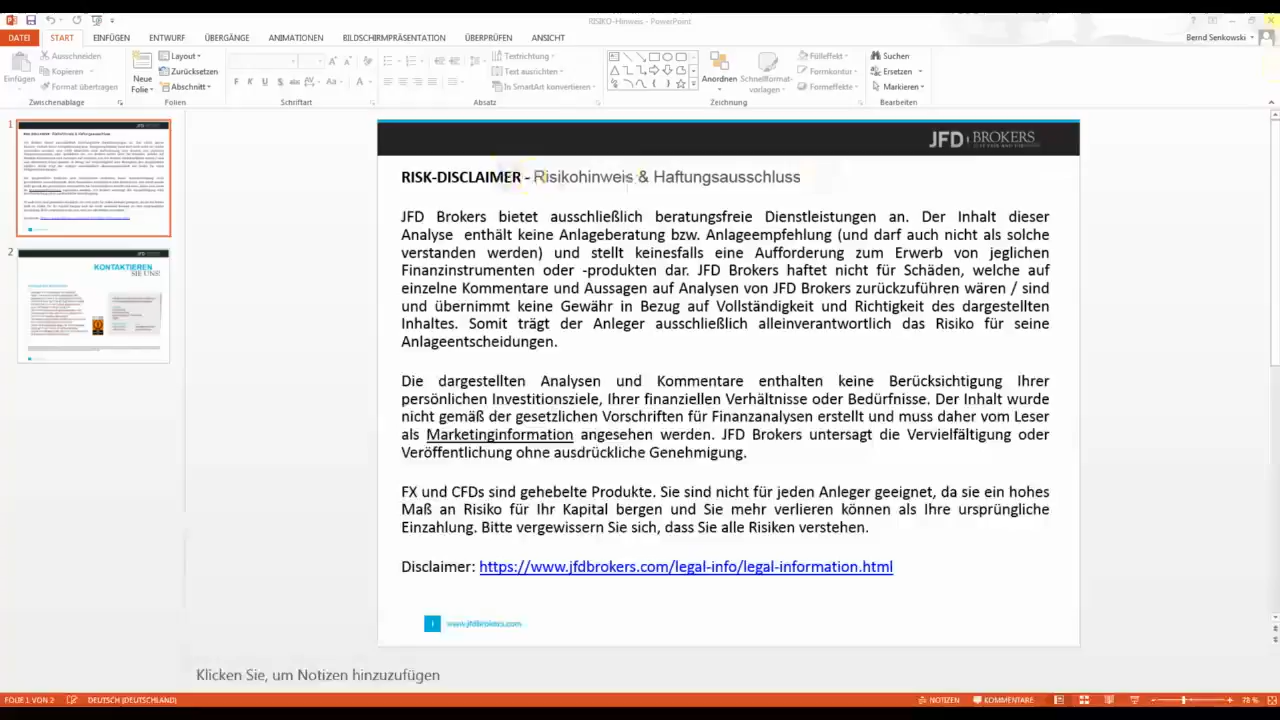 RISIKO-Hinweis - PowerPoint
DATEI START EINFÜGEN ENTWURF ÜBERGÄNGE ANIMATIONEN BILDSCHIRMPRÄSENTATION ÜBERPRÜFEN ANSICHT
Bernd Senkowski
Einfügen
Ausschneiden
Kopieren
Format übertragen
Zwischenablage
Neue
Folie
Layout
Zurücksetzen
Abschnitt
Folien
Schriftart
Textrichtung
Text ausrichten
In SmartArt konvertieren
Absatz
Anordnen
Schnellformat-
vorlagen
Fülleffekt
Formkontur
Formeffekte
Zeichnung
Suchen
Ersetzen
Markieren
Bearbeiten
1
2
KONTAKTIEREN
SIE UNS!
JFD BROKERS
RISK-DISCLAIMER - Risikohinweis & Haftungsausschluss
JFD Brokers bietet ausschließlich beratungsfreie Dienstleistungen an. Der Inhalt dieser
Analyse enthält keine Anlageberatung bzw. Anlageempfehlung (und darf auch nicht als solche
verstanden werden) und stellt keinesfalls eine Aufforderung zum Erwerb von jeglichen
Finanzinstrumenten oder -produkten dar. JFD Brokers haftet nicht für Schäden, welche auf
einzelne Kommentare und Aussagen auf Analysen von JFD Brokers zurückzuführen wären / sind
und übernimmt keine Gewähr in Bezug auf Vollständigkeit und Richtigkeit des dargestellten
Inhaltes. Somit trägt der Anleger ausschließlich alleinverantwortlich das Risiko für seine
Anlageentscheidungen.
Die dargestellten Analysen und Kommentare enthalten keine Berücksichtigung Ihrer
persönlichen Investitionsziele, Ihrer finanziellen Verhältnisse oder Bedürfnisse. Der Inhalt wurde
nicht gemäß der gesetzlichen Vorschriften für Finanzanalysen erstellt und muss daher vom Leser
als Marketinginformation angesehen werden. JFD Brokers untersagt die Vervielfältigung oder
Veröffentlichung ohne ausdrückliche Genehmigung.
FX und CFDs sind gehebelte Produkte. Sie sind nicht für jeden Anleger geeignet, da sie ein hohes
Maß an Risiko für Ihr Kapital bergen und Sie mehr verlieren können als Ihre ursprüngliche
Einzahlung. Bitte vergewissern Sie sich, dass Sie alle Risiken verstehen.
Disclaimer: https://www.jfdbrokers.com/legal-info/legal-information.html
www.jfdbrokers.com
Klicken Sie, um Notizen hinzuzufügen
FOLIE 1 VON 2 DEUTSCH (DEUTSCHLAND) NOTIZEN KOMMENTARE 78 %